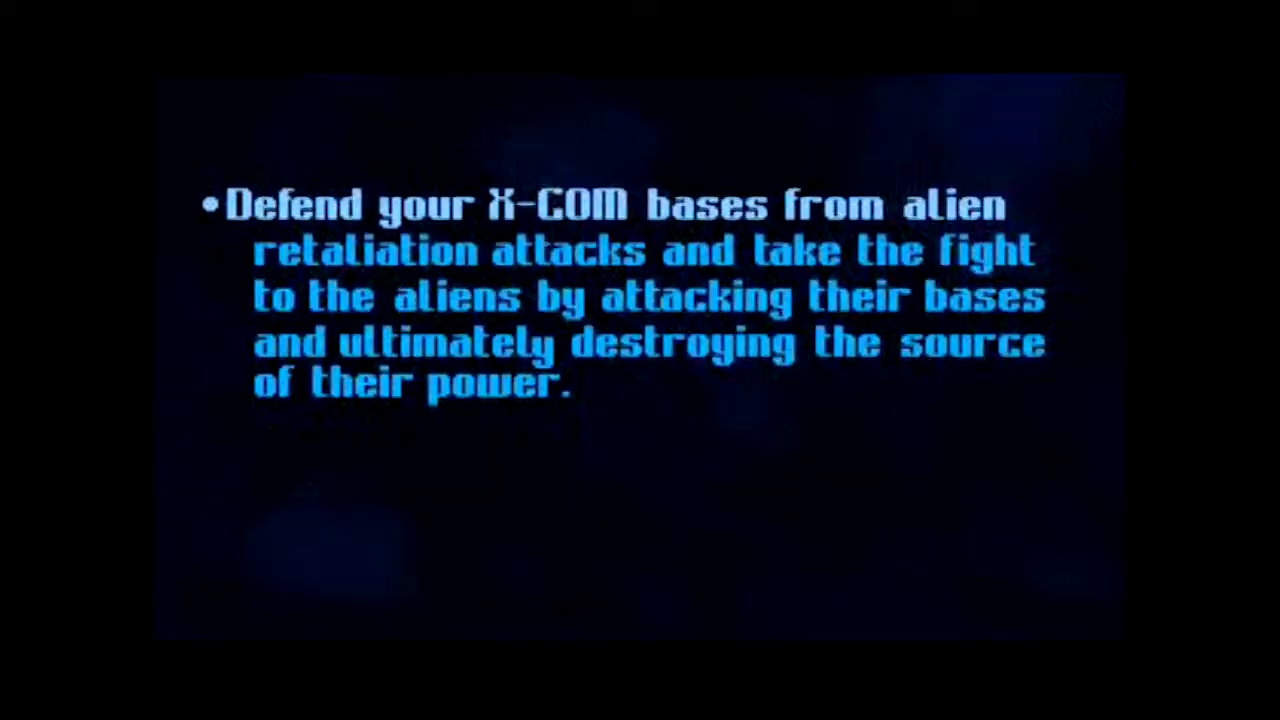 •Defend your X-COM bases from alien
retaliation attacks and take the fight
to the aliens by attacking their bases
and ultimately destroying the source
of their power.